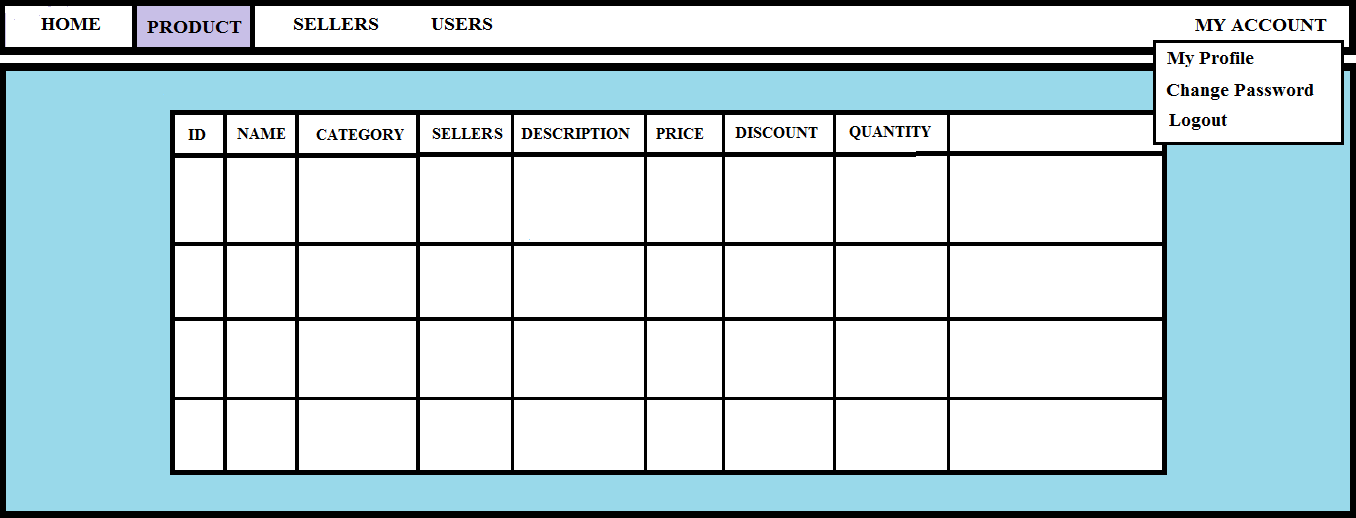 HOME PRODUCT SELLERS USERS MY ACCOUNT
My Profile
Change Password
Logout
ID NAME CATEGORY SELLERS DESCRIPTION PRICE DISCOUNT QUANTITY